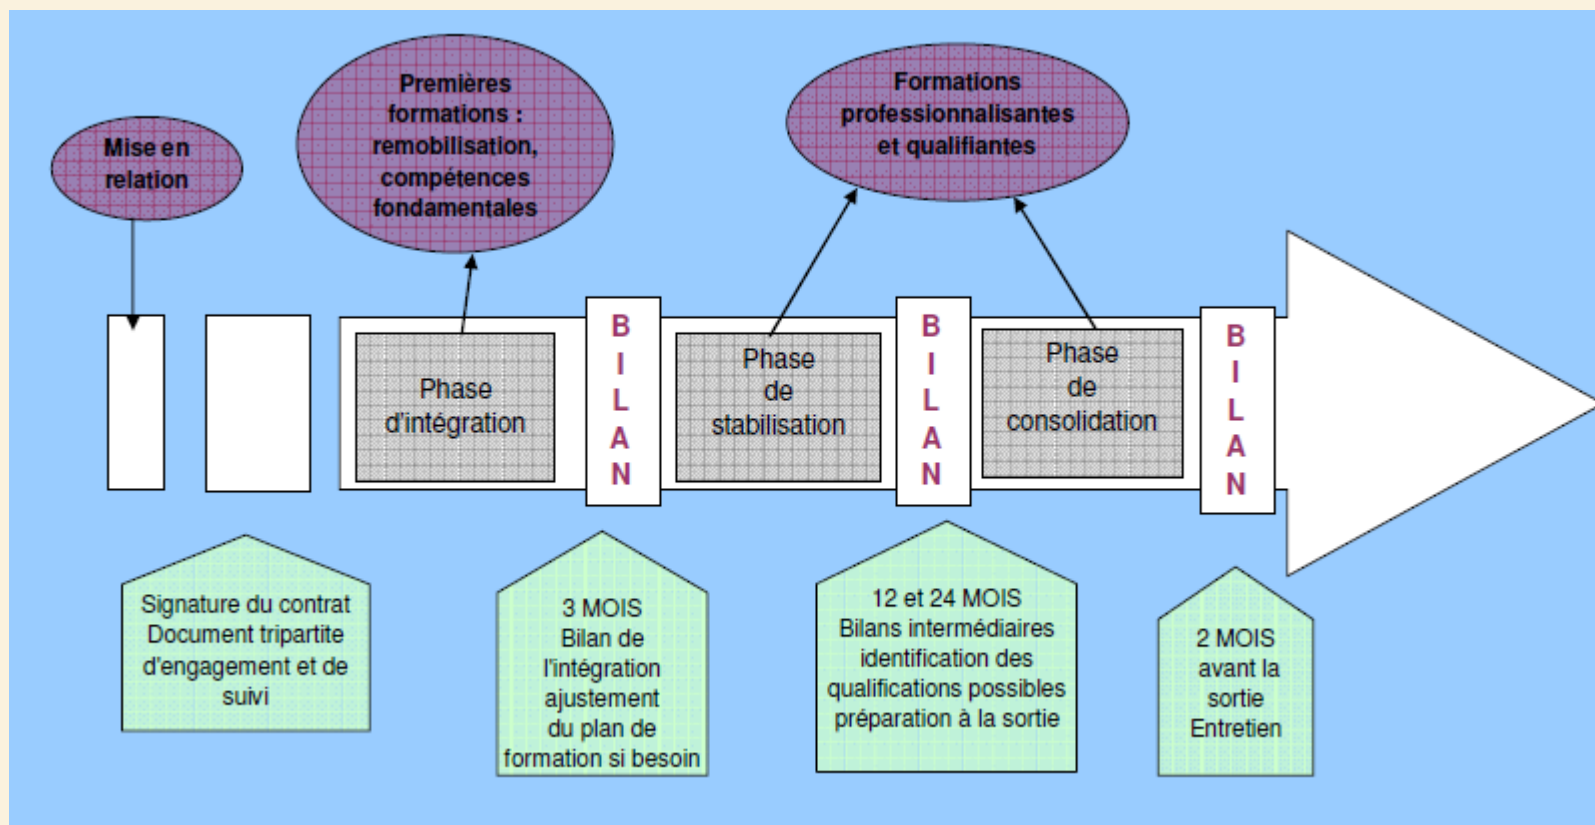 Mise en
relation
Premières
formations :
remobilisation,
compétences
fondamentales
Formations
professionnalisantes
et qualifiantes
Phase
d'intégration
B
I
L
A
N
Phase
de
stabilisation
B
I
L
A
N
Phase
de
consolidation
B
I
L
A
N
Signature du contrat
Document tripartite
d'engagement et de
suivi
3 MOIS
Bilan de
l'intégration
ajustement
du plan de
formation si besoin
12 et 24 MOIS
Bilans intermédiaires
identification des
qualifications possibles
préparation à la sortie
2 MOIS
avant la
sortie
Entretien